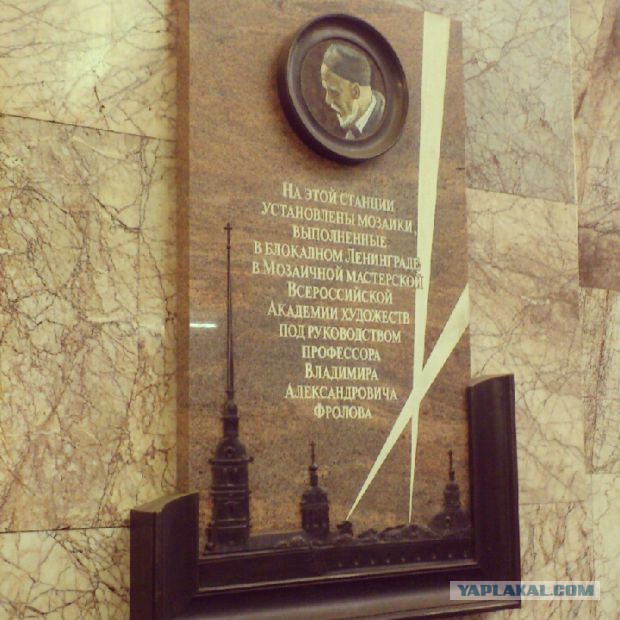 На этой станции
установлены мозаики,
выполненные
в блокадном Ленинграде,
в Мозаичной мастерской
Всероссийской
Академии художеств
под руководством
профессора
Владимира
Александровича
Фролова
YAPLAKAL.COM